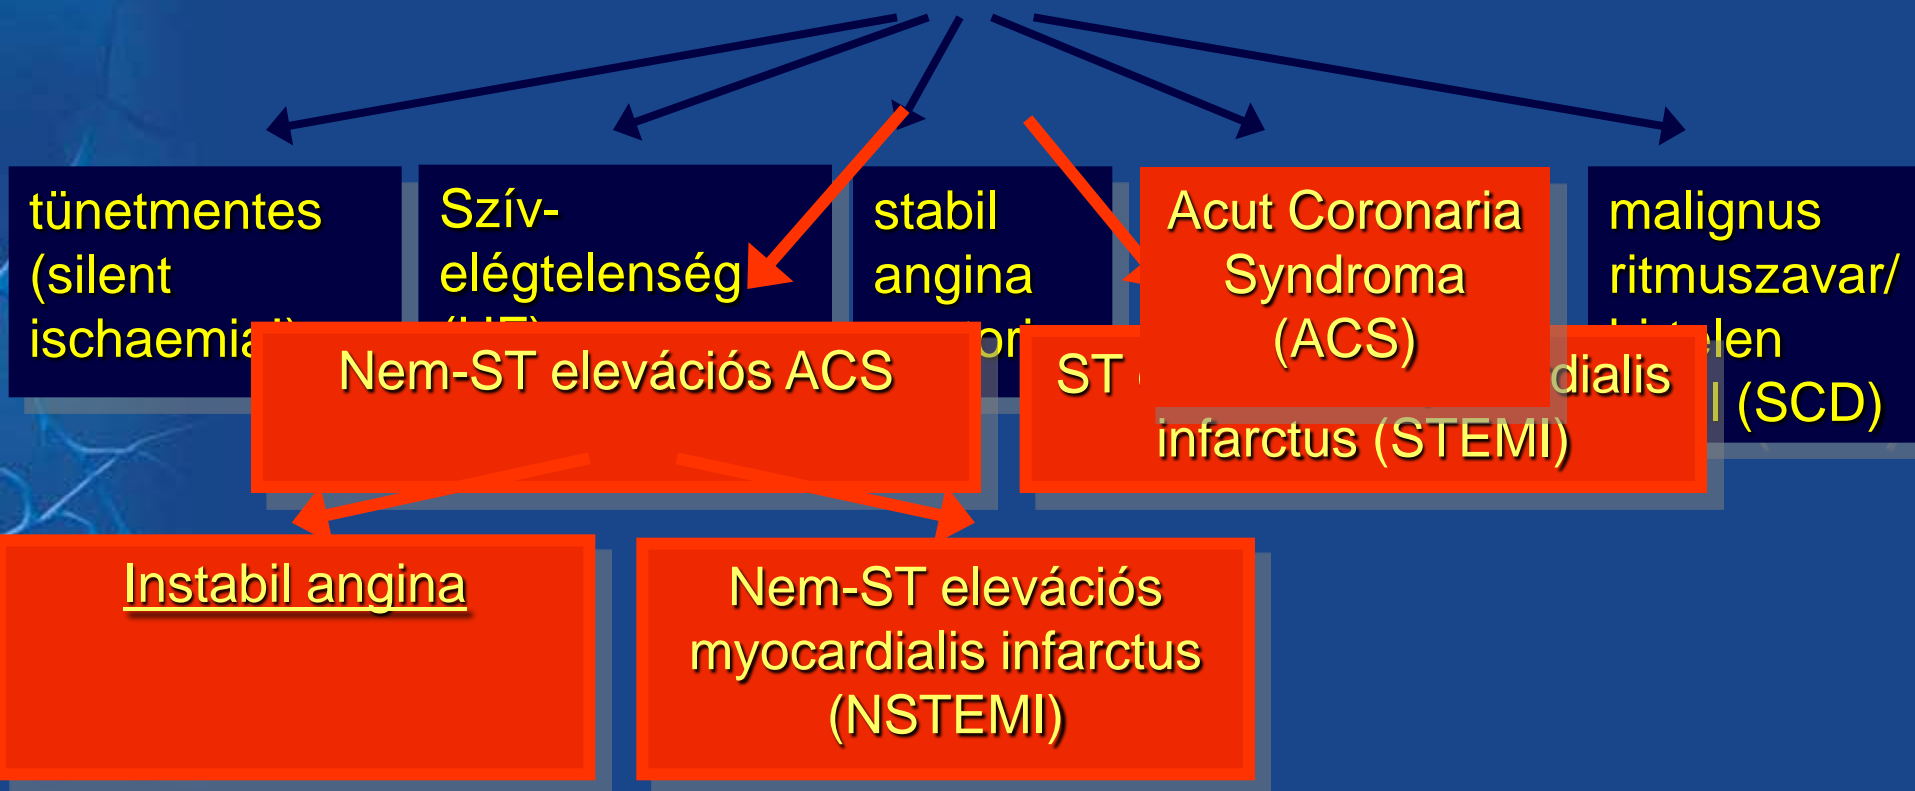 tünetmentes
(silent
ischaemia
Szív-
elégtelenség
stabil
angina
Acut Coronaria
Syndroma
(ACS)
malignus
ritmuszavar/
(SCD)
Nem-ST elevációs ACS
ST
infarctus (STEMI)
Instabil angina
Nem-ST elevációs
myocardialis infarctus
(NSTEMI)